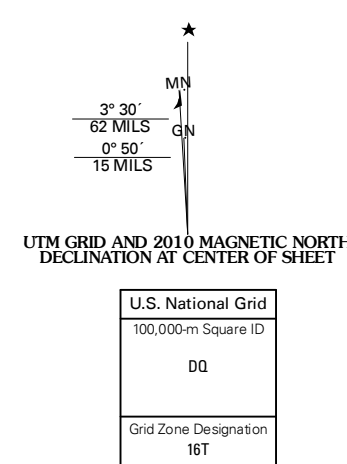 ★
MN
3° 30´
62 MILS
GN
0° 50´
15 MILS
UTM GRID AND 2010 MAGNETIC NORTH
DECLINATION AT CENTER OF SHEET
U.S. National Grid
100,000-m Square ID
DQ
Grid Zone Designation
16T